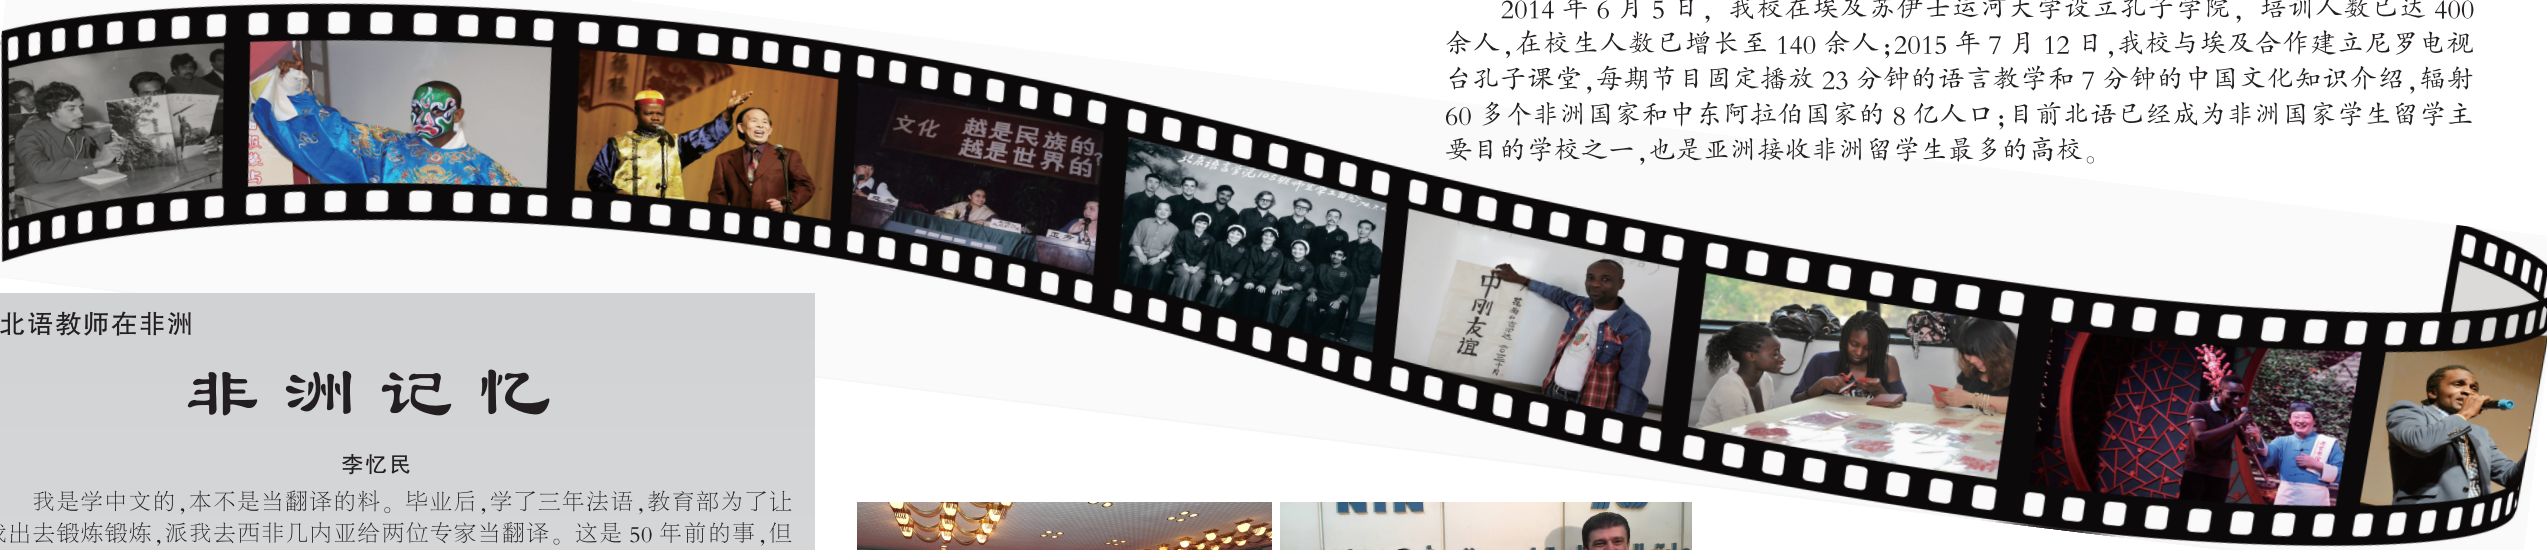 2014 年 6 月 5 日，我校在埃及苏伊士运河大学设立孔子学院，培训人数已达 400
余人，在校生人数已增长至 140 余人；2015 年 7 月 12 日，我校与埃及合作建立尼罗电视
台孔子课堂，每期节目固定播放 23 分钟的语言教学和 7 分钟的中国文化知识介绍，辐射
60 多个非洲国家和中东阿拉伯国家的 8 亿人口；目前北语已经成为非洲国家学生留学主
要目的学校之一，也是亚洲接收非洲留学生最多的高校。
文化 越是民族的，
越是世界的？
中刚友谊
北语教师在非洲
非洲记忆
李忆民
我是学中文的，本不是当翻译的料。毕业后，学了三年法语，教育部为了让
我出去锻炼锻炼，派我去西非几内亚给两位专家当翻译。这是 50 年前的事，但